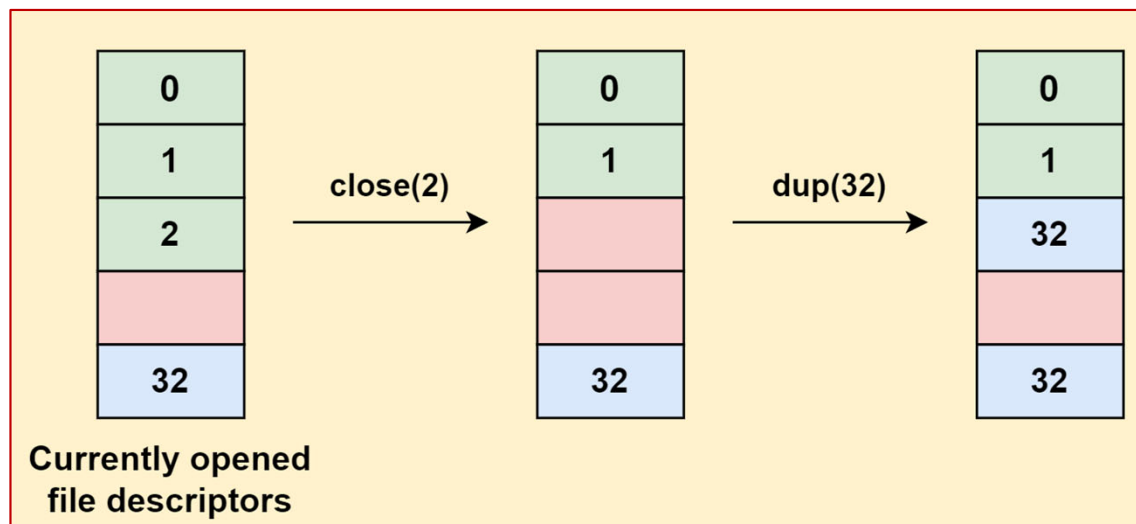 0
1
2
32
Currently opened
file descriptors
close(2)
0
1
32
dup(32)
0
1
32
32